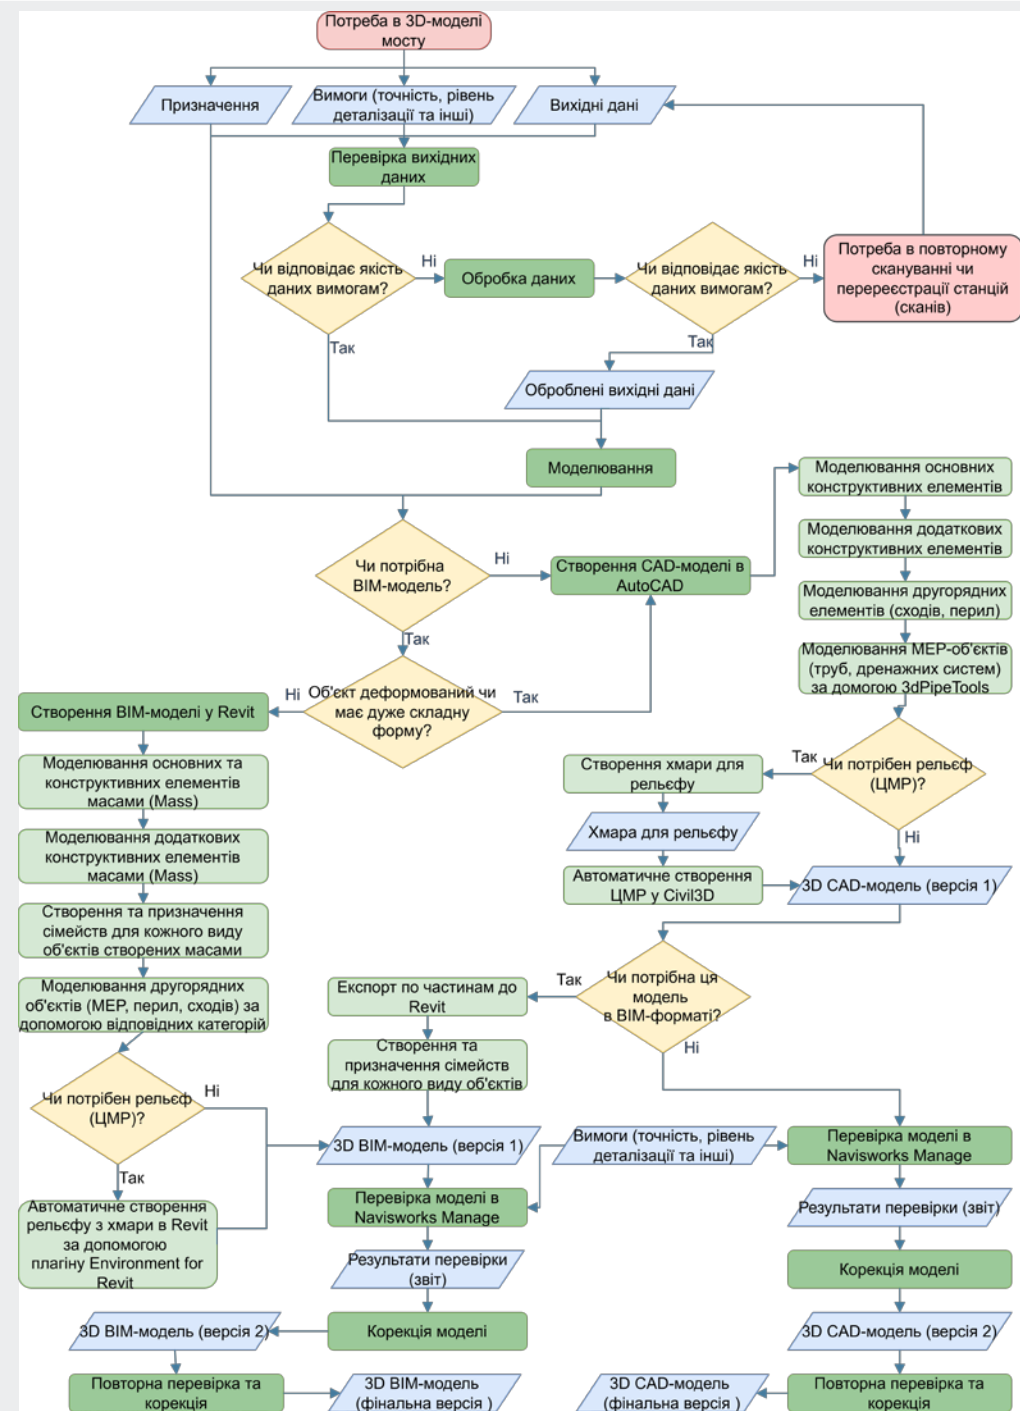 Потреба в 3D-моделі
мосту
Призначення
Вимоги (точність, рівень
деталізації та інші)
Вихідні дані
Перевірка вихідних
даних
Чи відповідає якість
даних вимогам?
Ні
Обробка даних
Чи відповідає якість
даних вимогам?
Ні
Потреба в повторному
скануванні чи
перереєстрації станцій
(сканів)
Так
Так
Оброблені вихідні дані
Моделювання
Моделювання основних
конструктивних елементів
Моделювання додаткових
конструктивних елементів
Чи потрібна
BIM-модель?
Ні
Створення CAD-моделі в
AutoCAD
Моделювання другорядних
елементів (сходів, перил)
Так
Моделювання МЕР-об'єктів
(труб, дренажних систем)
за домогою 3dPipeTools
Об'єкт деформований чи
має дуже складну
форму?
Ні
Так
Створення BIM-моделі у Revit
Моделювання основних та
конструктивних елементів
масами (Mass)
Створення хмари для
рельєфу
Так
Чи потрібен рельєф
(ЦМР)?
Ні
Моделювання додаткових
конструктивних елементів
масами (Mass)
Хмара для рельєфу
Автоматичне створення
ЦМР у Civil3D
3D CAD-модель (версія 1)
Створення та призначення
сімейств для кожного виду
об'єктів створених масами
Моделювання другорядних
об'єктів (МЕР, перил, сходів) за
допомогою відповідних категорій
Експорт по частинам до
Revit
Так
Чи потрібна ця
модель
в BIM-форматі?
Ні
Створення та
призначення сімейств
для кожного виду об'єктів
Чи потрібен рельєф
(ЦМР)?
Ні
Так
3D BIM-модель (версія 1)
Вимоги (точність, рівень
деталізації та інші)
Перевірка моделі в
Navisworks Manage
Автоматичне створення
рельєфу з хмари в Revit
за допомогою
плагіну Environment for
Revit
Перевірка моделі в
Navisworks Manage
Результати перевірки (звіт)
Результати перевірки
(звіт)
Корекція моделі
3D BIM-модель (версія 2)
Корекція моделі
3D CAD-модель (версія 2)
Повторна перевірка та
корекція
3D BIM-модель
(фінальна версія )
3D CAD-модель
(фінальна версія )
Повторна перевірка та
корекція